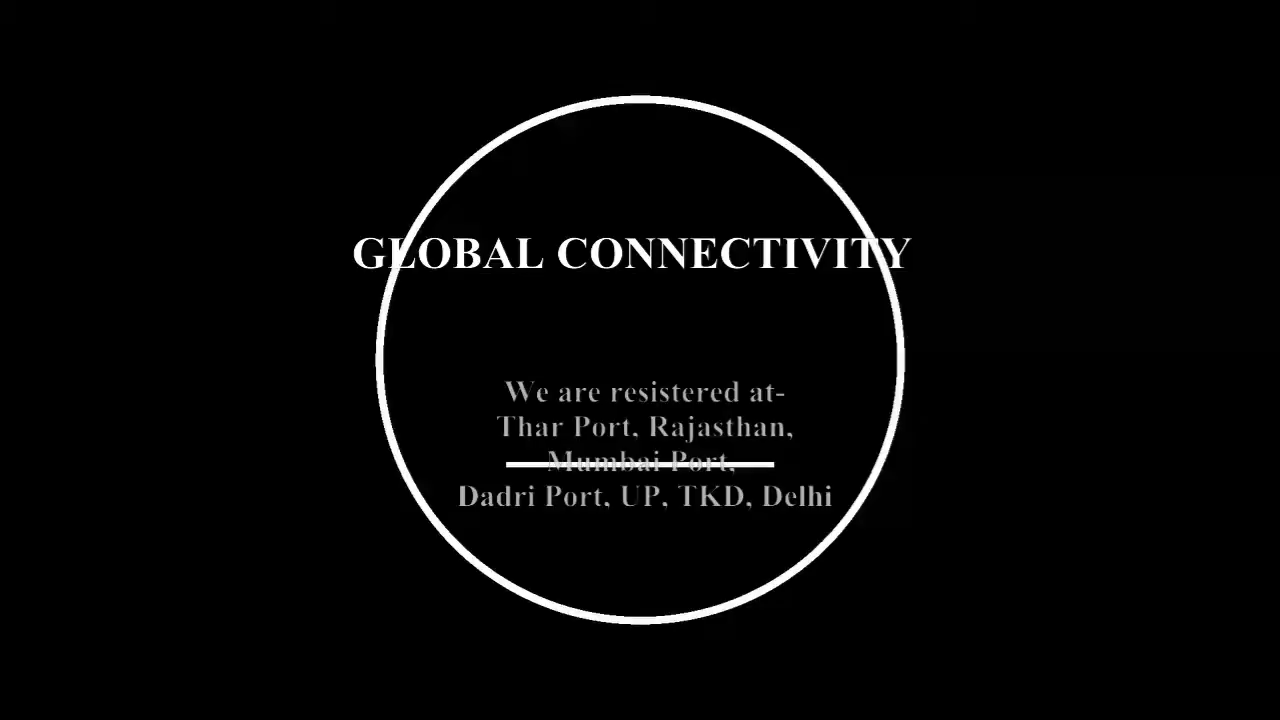 GLOBAL CONNECTIVITY
We are resistered at-
Thar Port, Rajasthan,
Mumbai Port,
Dadri Port, UP, TKD, Delhi